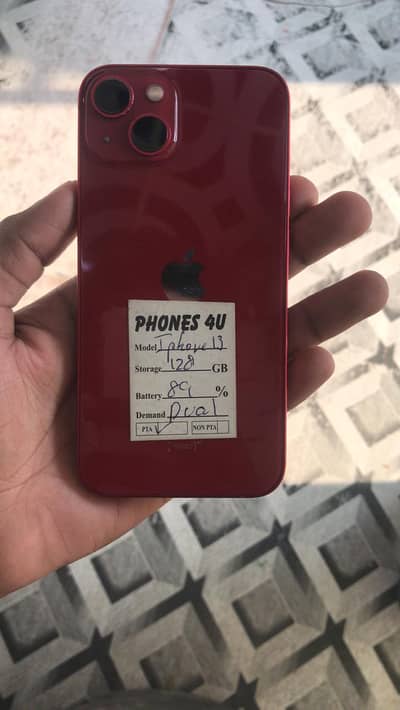 PHONES 4U
Model Iphone 13
Storage 128 GB
Battery 89 %
Demand Dual
PTA ✓ NON PTA